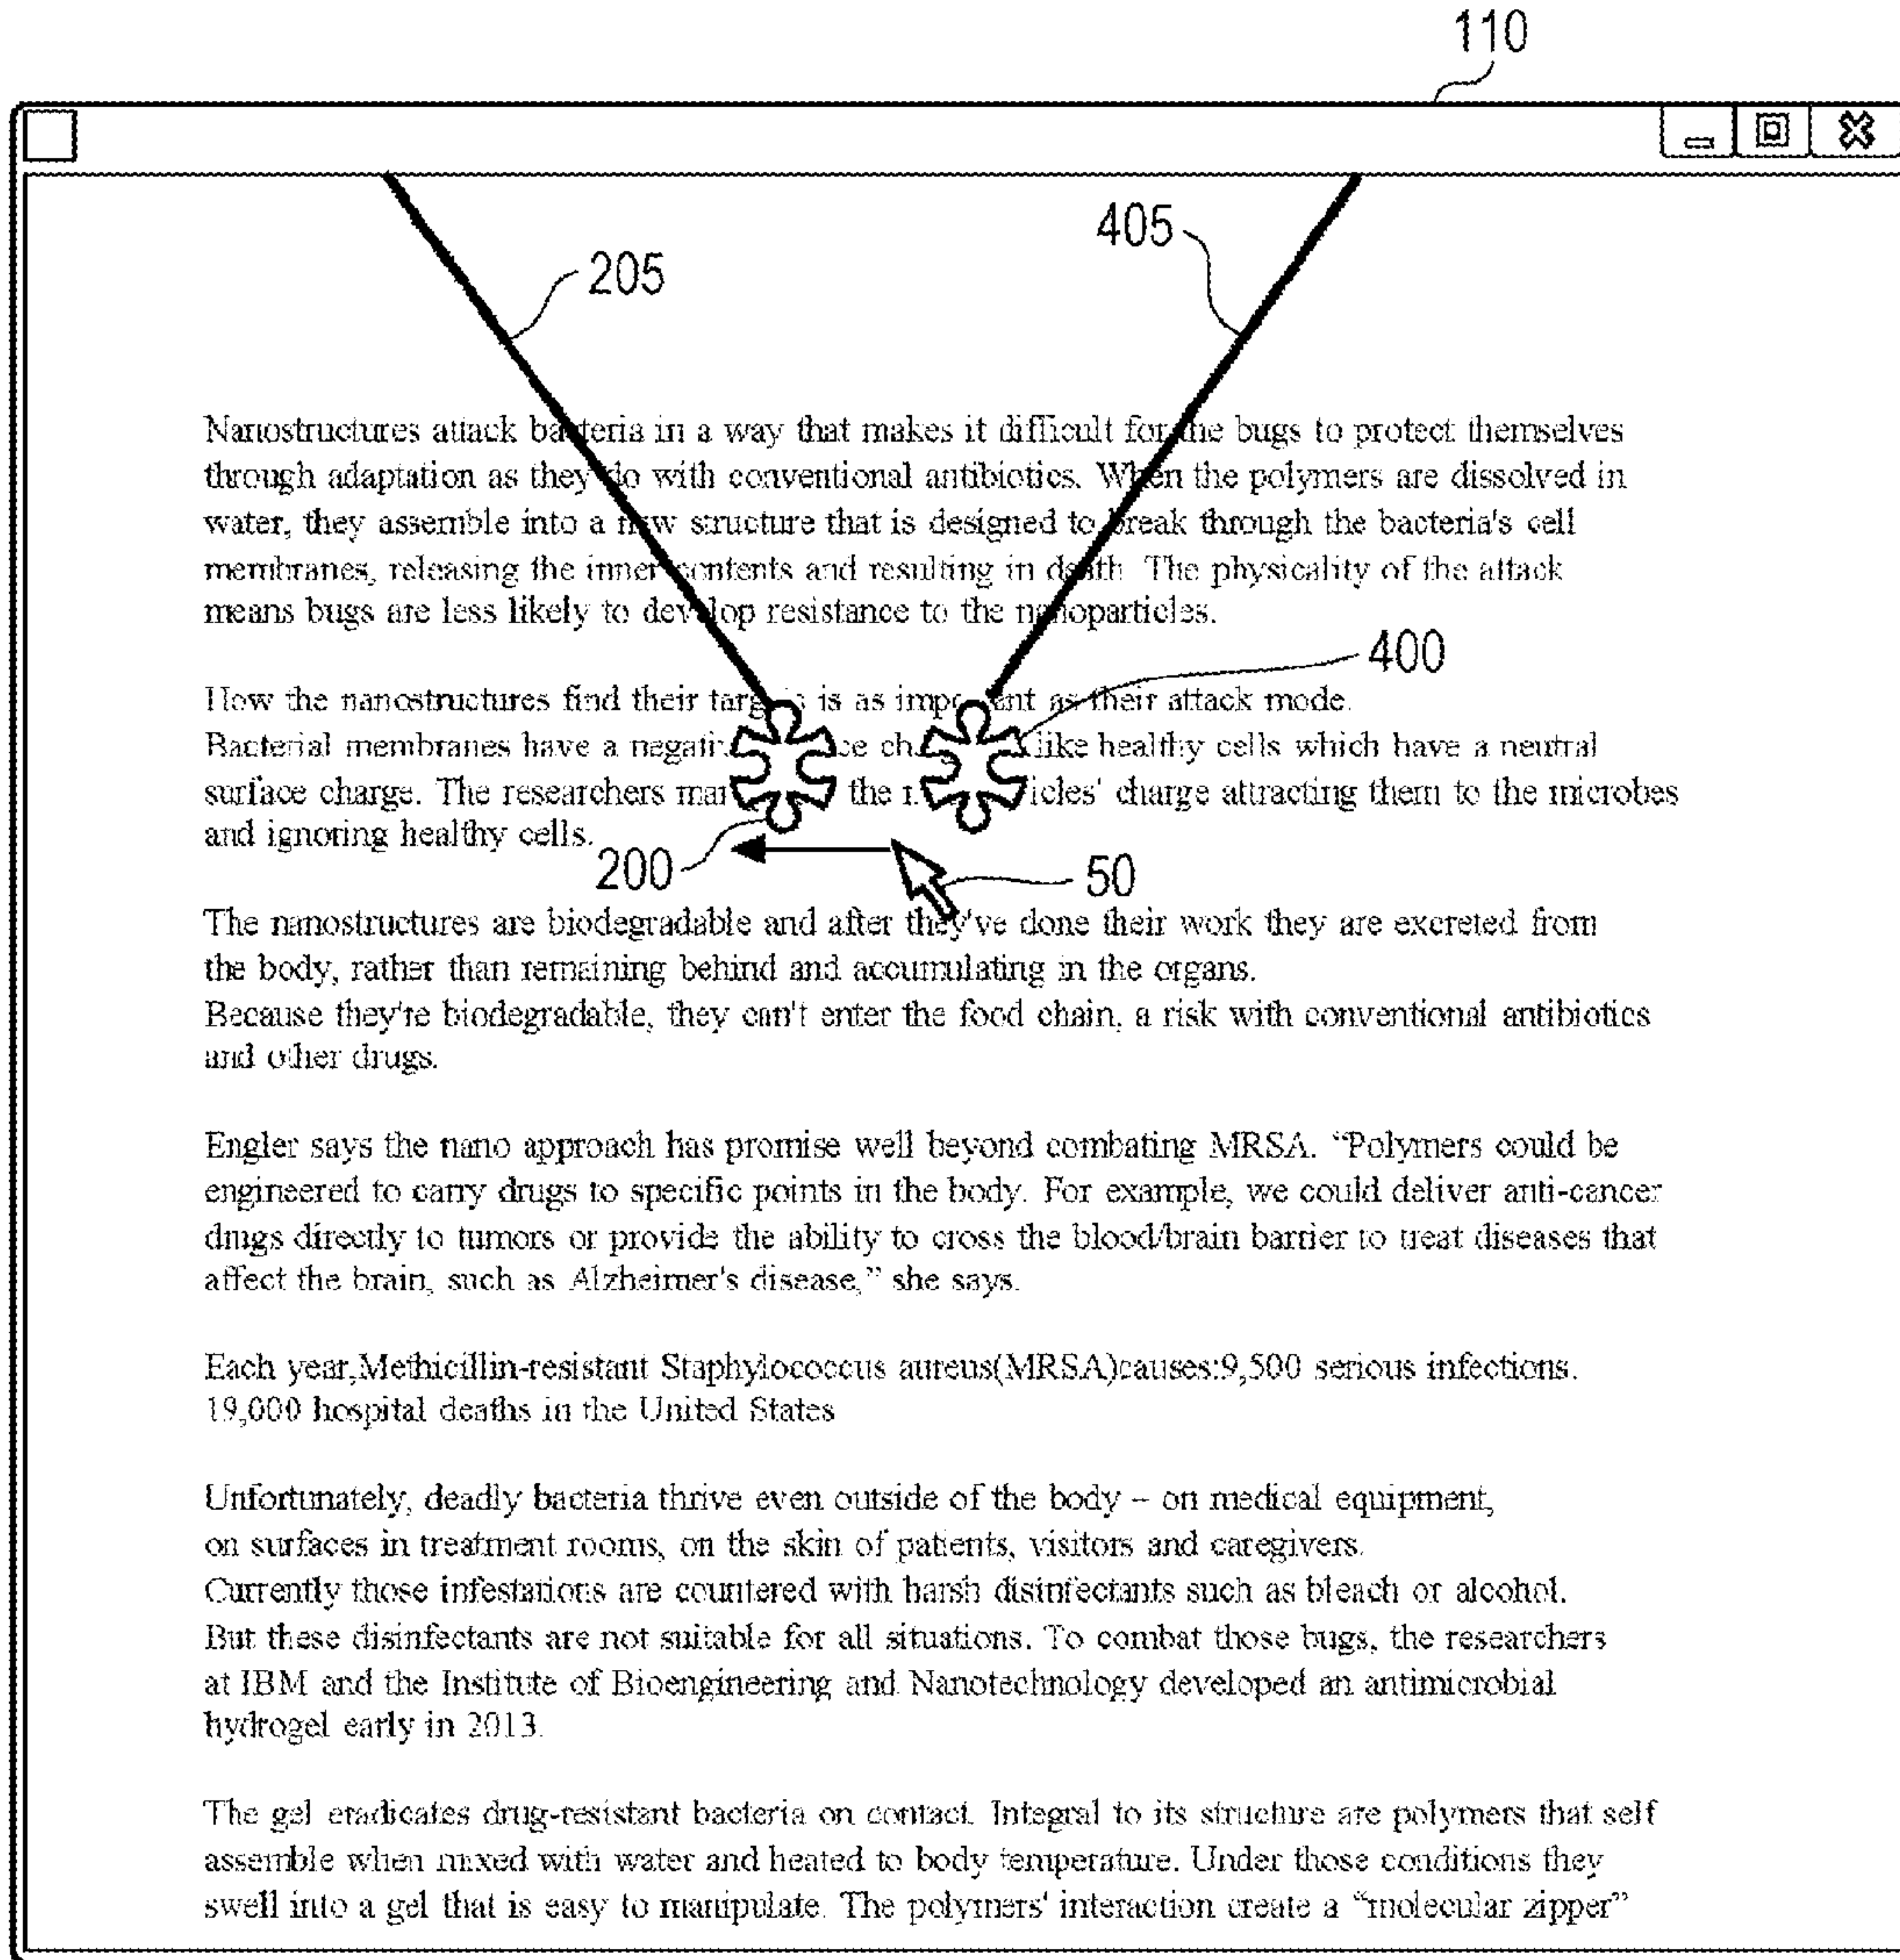 110
205
405
Nanostructures attack bacteria in a way that makes it difficult for the bugs to protect themselves
through adaptation as they do with conventional antibiotics. When the polymers are dissolved in
water, they assemble into a new structure that is designed to break through the bacteria's cell
membranes, releasing the inner contents and resulting in death. The physicality of the attack
means bugs are less likely to develop resistance to the nanoparticles.
400
How the nanostructures find their is as important as their attack mode.
Bacterial membranes have a like healthy cells which have a neutral
surface charge. The researchers the charge attracting them to the microbes
and ignoring healthy cells.
200
50
The nanostructures are biodegradable and after they've done their work they are excreted from
the body, rather than remaining behind and accumulating in the organs.
Because they're biodegradable, they can't enter the food chain, a risk with conventional antibiotics
and other drugs.
Engler says the nano approach has promise well beyond combating MRSA. “Polymers could be
engineered to carry drugs to specific points in the body. For example, we could deliver anti-cancer
drugs directly to tumors or provide the ability to cross the blood/brain barrier to treat diseases that
affect the brain, such as Alzheimer's disease,” she says.
Each year,Methicillin-resistant Staphylococcus aureus(MRSA)causes:9,500 serious infections.
19,000 hospital deaths in the United States
Unfortunately, deadly bacteria thrive even outside of the body – on medical equipment,
on surfaces in treatment rooms, on the skin of patients, visitors and caregivers.
Currently those infestations are countered with harsh disinfectants such as bleach or alcohol.
But these disinfectants are not suitable for all situations. To combat those bugs, the researchers
at IBM and the Institute of Bioengineering and Nanotechnology developed an antimicrobial
hydrogel early in 2013.
The gel eradicates drug-resistant bacteria on contact. Integral to its structure are polymers that self
assemble when mixed with water and heated to body temperature. Under those conditions they
swell into a gel that is easy to manipulate. The polymers' interaction create a “molecular zipper”